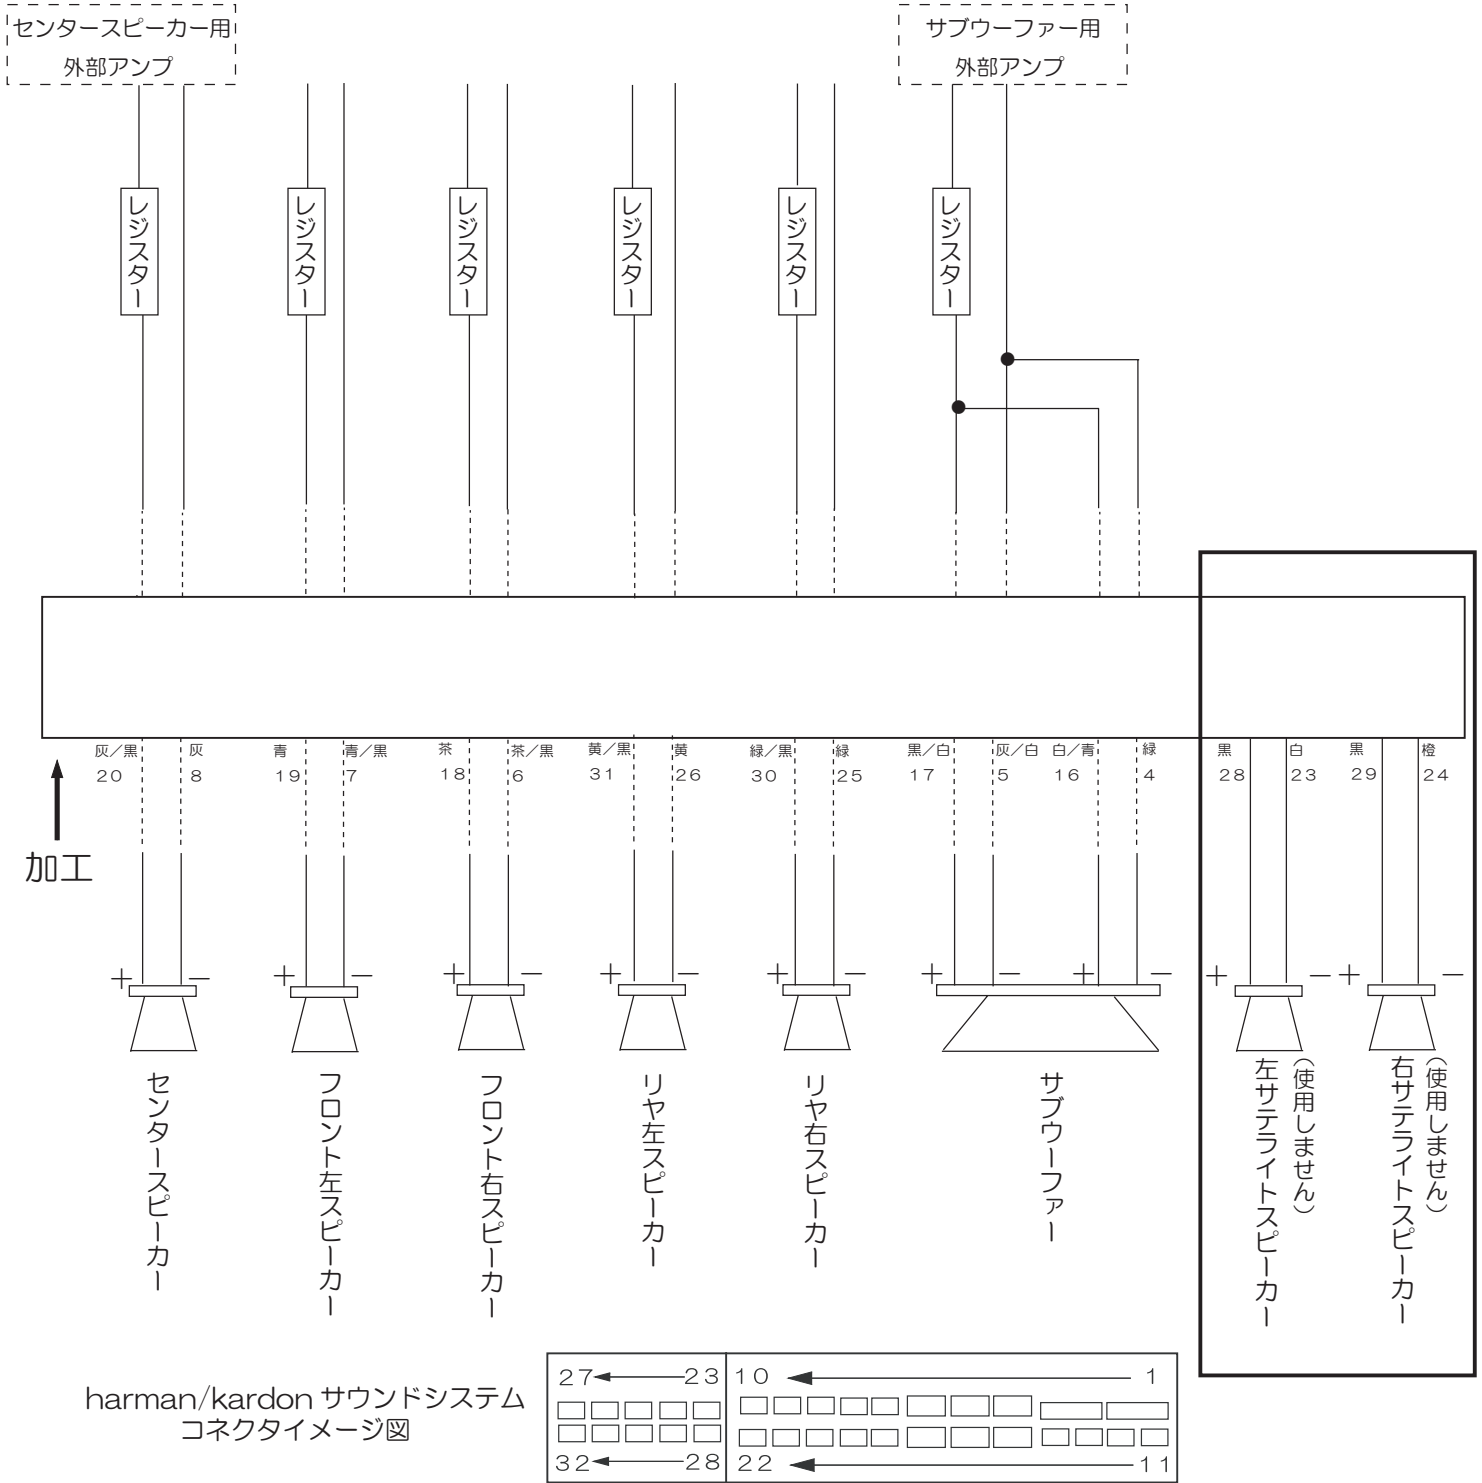 センタースピーカー用
外部アンプ
サブウーファー用
外部アンプ
レジスター
レジスター
レジスター
レジスター
レジスター
レジスター
灰/黒
灰
青
青/黒
茶
茶/黒
黄/黒
黄
緑/黒
緑
黒/白
灰/白
白/青
緑
黒
白
黒
橙
20
8
19
7
18
6
31
26
30
25
17
5
16
4
28
23
29
24
加工
+
−
+
−
+
−
+
−
+
−
+
−
+
−
+
−
+
−
センタースピーカー
フロント左スピーカー
フロント右スピーカー
リヤ左スピーカー
リヤ右スピーカー
サブウーファー
左サテライトスピーカー
(使用しません)
右サテライトスピーカー
(使用しません)
harman/kardon サウンドシステム
コネクタイメージ図
27
23
10
1
32
28
22
11